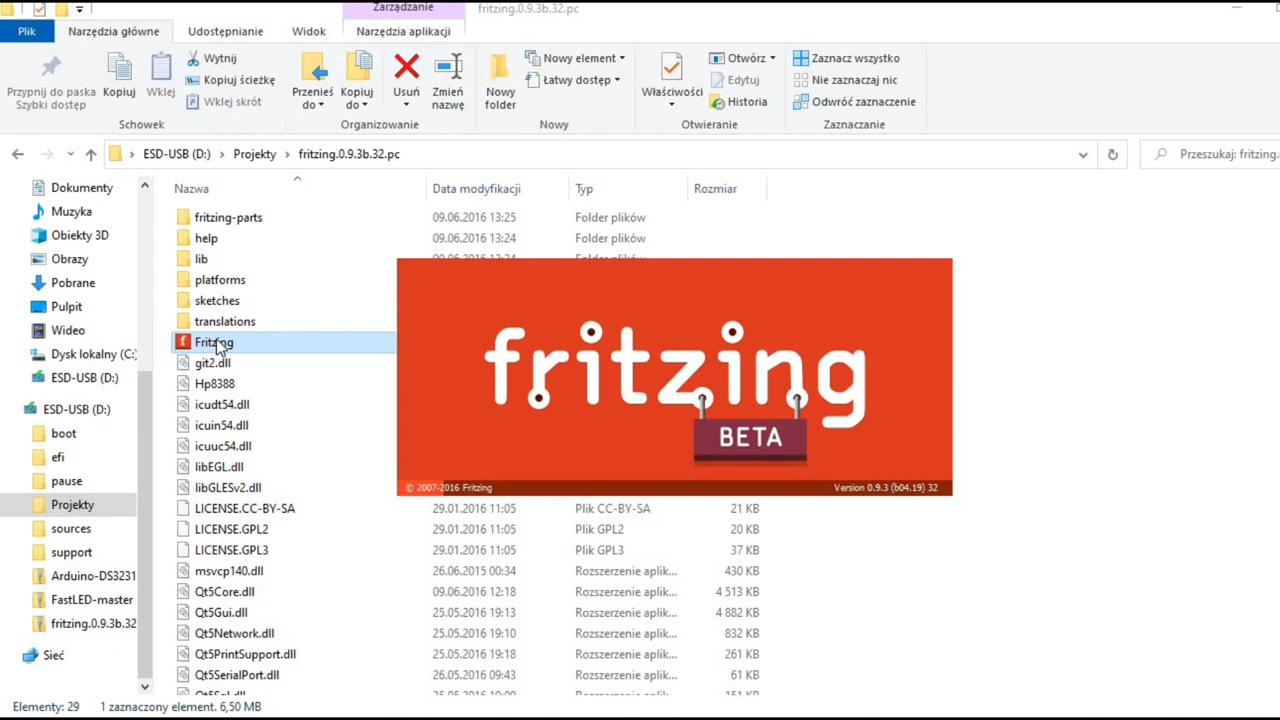 Zarządzanie
fritzing.0.9.3b.32.pc
Plik
Narzędzia główne
Udostępnianie
Widok
Narzędzia aplikacji
Przypnij do paska
Szybki dostęp
Kopiuj
Wklej
Wytnij
Kopiuj ścieżkę
Wklej skrót
Schowek
Przenieś
do
Kopiuj
do
Usuń
Zmień
nazwę
Organizowanie
Nowy
folder
Nowy element
Łatwy dostęp
Nowy
Właściwości
Otwórz
Edytuj
Historia
Otwieranie
Zaznacz wszystko
Nie zaznaczaj nic
Odwróć zaznaczenie
Zaznaczanie
ESD-USB (D:) Projekty fritzing.0.9.3b.32.pc
Przeszukaj: fritzing.
Dokumenty
Muzyka
Obiekty 3D
Obrazy
Pobrane
Pulpit
Wideo
Dysk lokalny (C:)
ESD-USB (D:)
ESD-USB (D:)
boot
efi
pause
Projekty
sources
support
Arduino-DS3231
FastLED-master
fritzing.0.9.3b.32
Sieć
Nazwa Data modyfikacji Typ Rozmiar
fritzing-parts 09.06.2016 13:25 Folder plików
help 09.06.2016 13:24 Folder plików
lib
platforms
sketches
translations
Fritzing
git2.dll
Hp8388
icudt54.dll
icuin54.dll
icuuc54.dll
libEGL.dll
libGLESv2.dll
LICENSE.CC-BY-SA 29.01.2016 11:05 Plik CC-BY-SA 21 KB
LICENSE.GPL2 29.01.2016 11:05 Plik GPL2 20 KB
LICENSE.GPL3 29.01.2016 11:05 Plik GPL3 37 KB
msvcp140.dll 26.06.2015 00:34 Rozszerzenie aplik... 430 KB
Qt5Core.dll 09.06.2016 12:18 Rozszerzenie aplik... 4 513 KB
Qt5Gui.dll 25.05.2016 19:13 Rozszerzenie aplik... 4 882 KB
Qt5Network.dll 25.05.2016 19:10 Rozszerzenie aplik... 832 KB
Qt5PrintSupport.dll 25.05.2016 19:18 Rozszerzenie aplik... 261 KB
Qt5SerialPort.dll 26.05.2016 09:43 Rozszerzenie aplik... 61 KB
fritzing
BETA
© 2007-2016 Fritzing
Version 0.9.3 (b04.19) 32
Elementy: 29 1 zaznaczony element. 6,50 MB